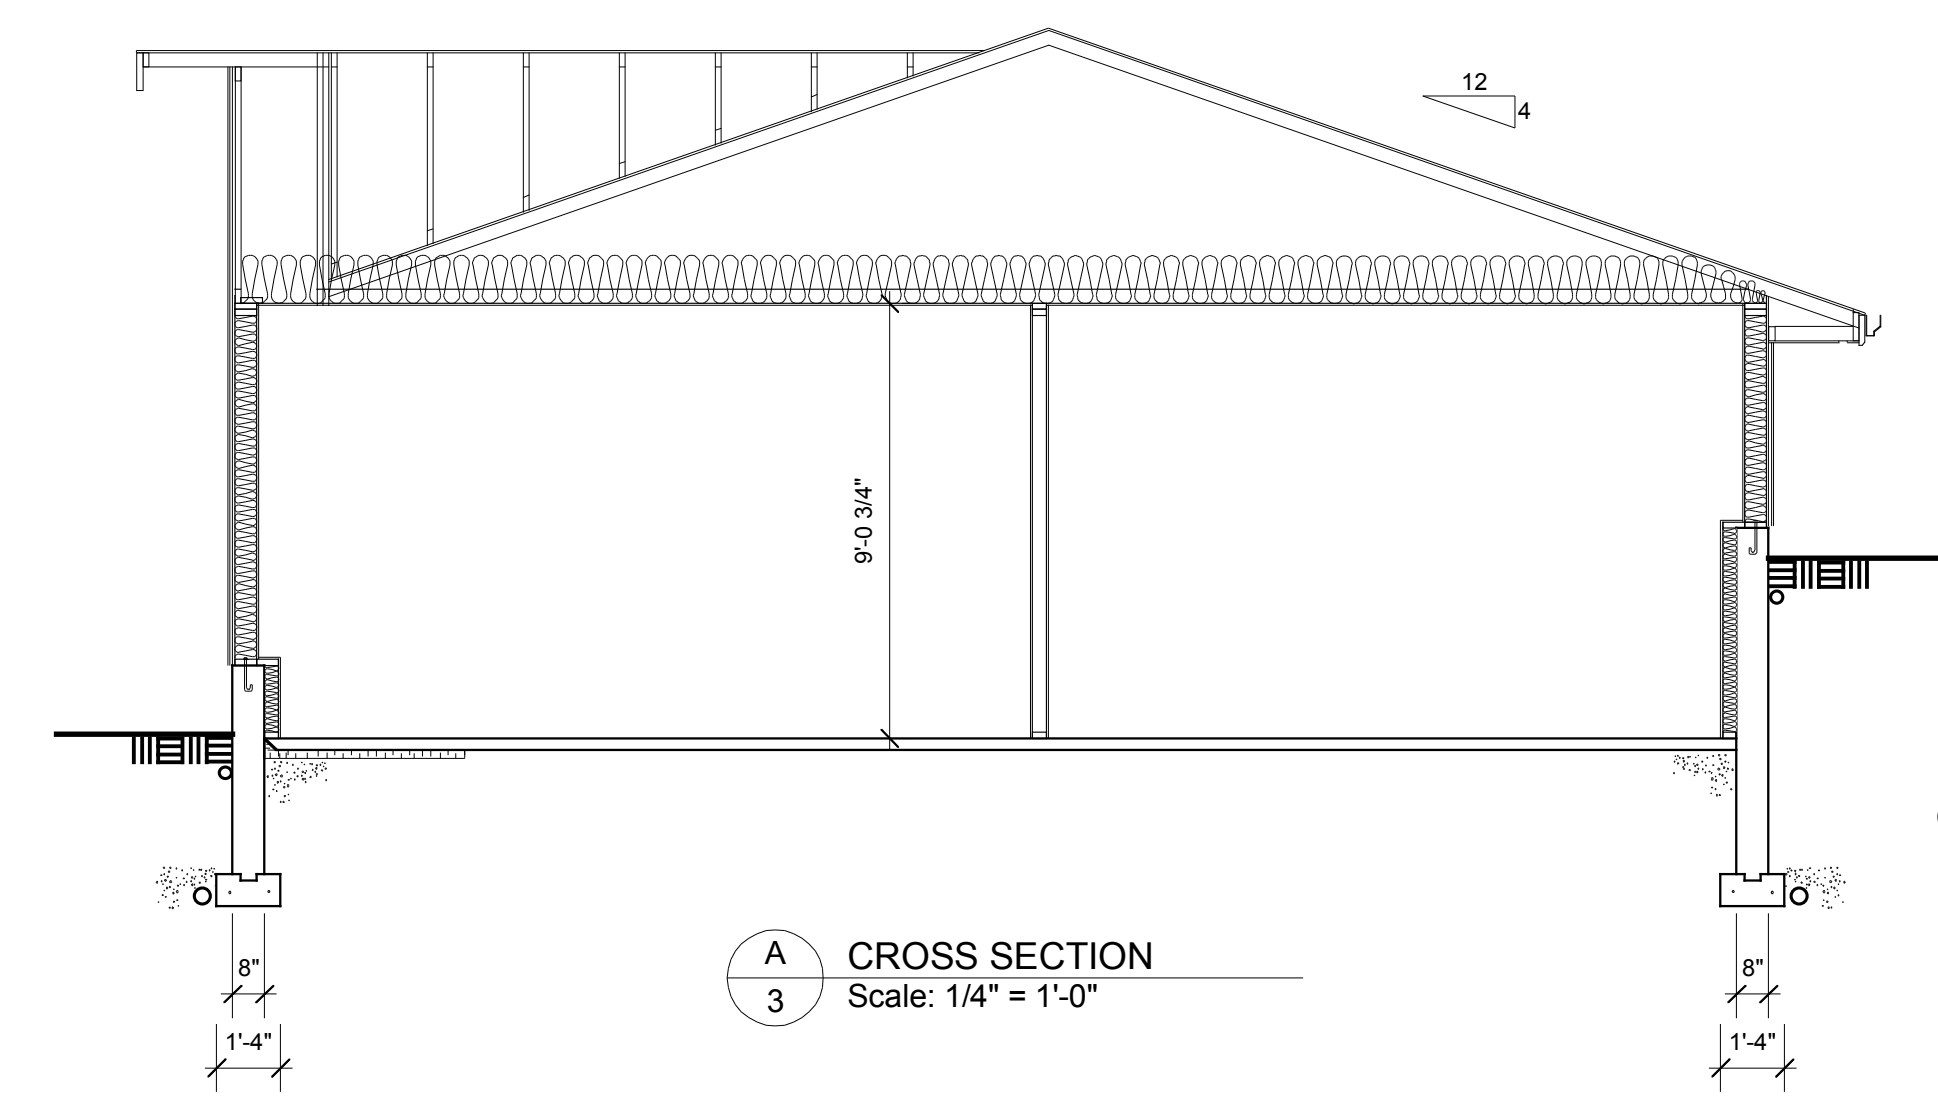 12
4
9'-0 3/4"
A
3
CROSS SECTION
Scale: 1/4" = 1'-0"
8"
8"
1'-4"
1'-4"